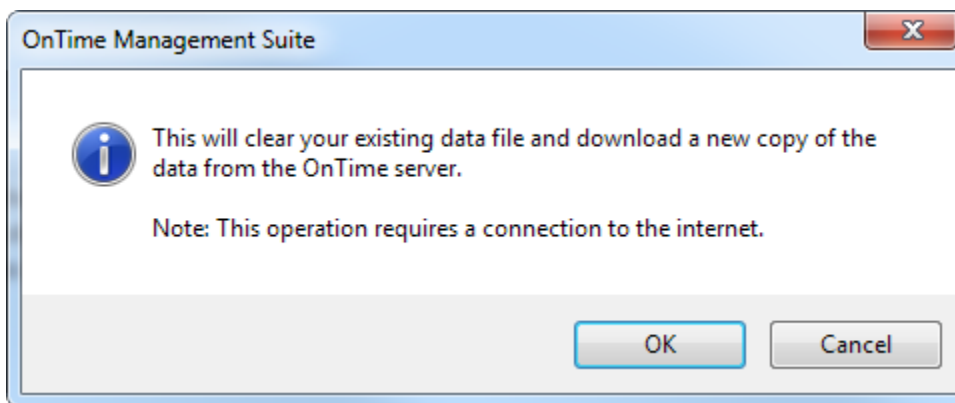 OnTime Management Suite
This will clear your existing data file and download a new copy of the
data from the OnTime server.
Note: This operation requires a connection to the internet.
OK
Cancel